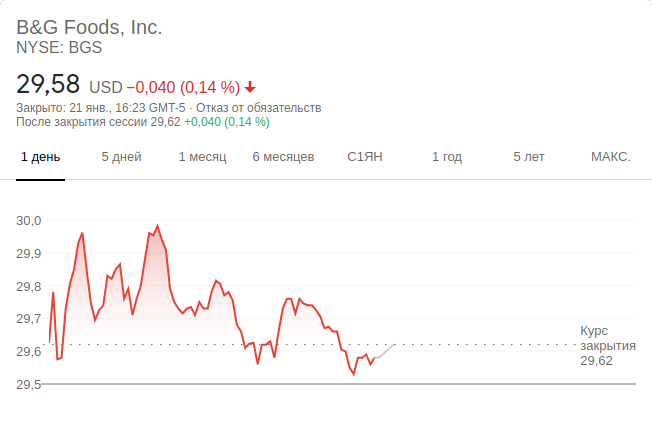 B&G Foods, Inc.
NYSE: BGS
29,58 USD −0,040 (0,14 %)
Закрыто: 21 янв., 16:23 GMT-5 · Отказ от обязательств
После закрытия сессии 29,62 +0,040 (0,14 %)
1 день 5 дней 1 месяц 6 месяцев С1ЯН 1 год 5 лет МАКС.
30,0
29,9
29,8
29,7
29,6
29,5
Курс
закрытия
29,62